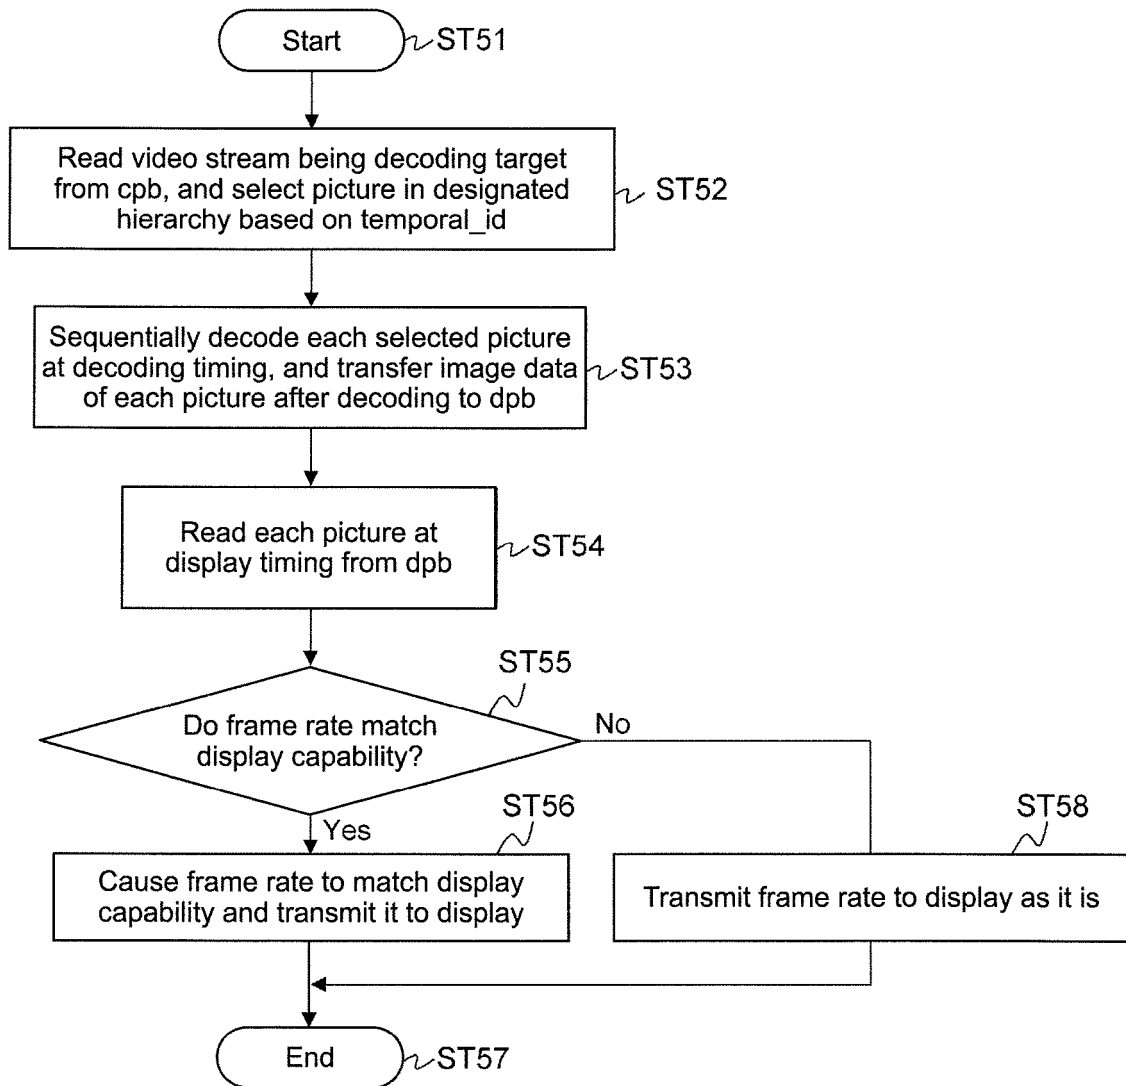 Start
ST51
Read video stream being decoding target
from cpb, and select picture in designated
hierarchy based on temporal_id
ST52
Sequentially decode each selected picture
at decoding timing, and transfer image data
of each picture after decoding to dpb
ST53
Read each picture at
display timing from dpb
ST54
ST55
Do frame rate match
display capability?
No
Yes
ST56
Cause frame rate to match display
capability and transmit it to display
ST58
Transmit frame rate to display as it is
End
ST57